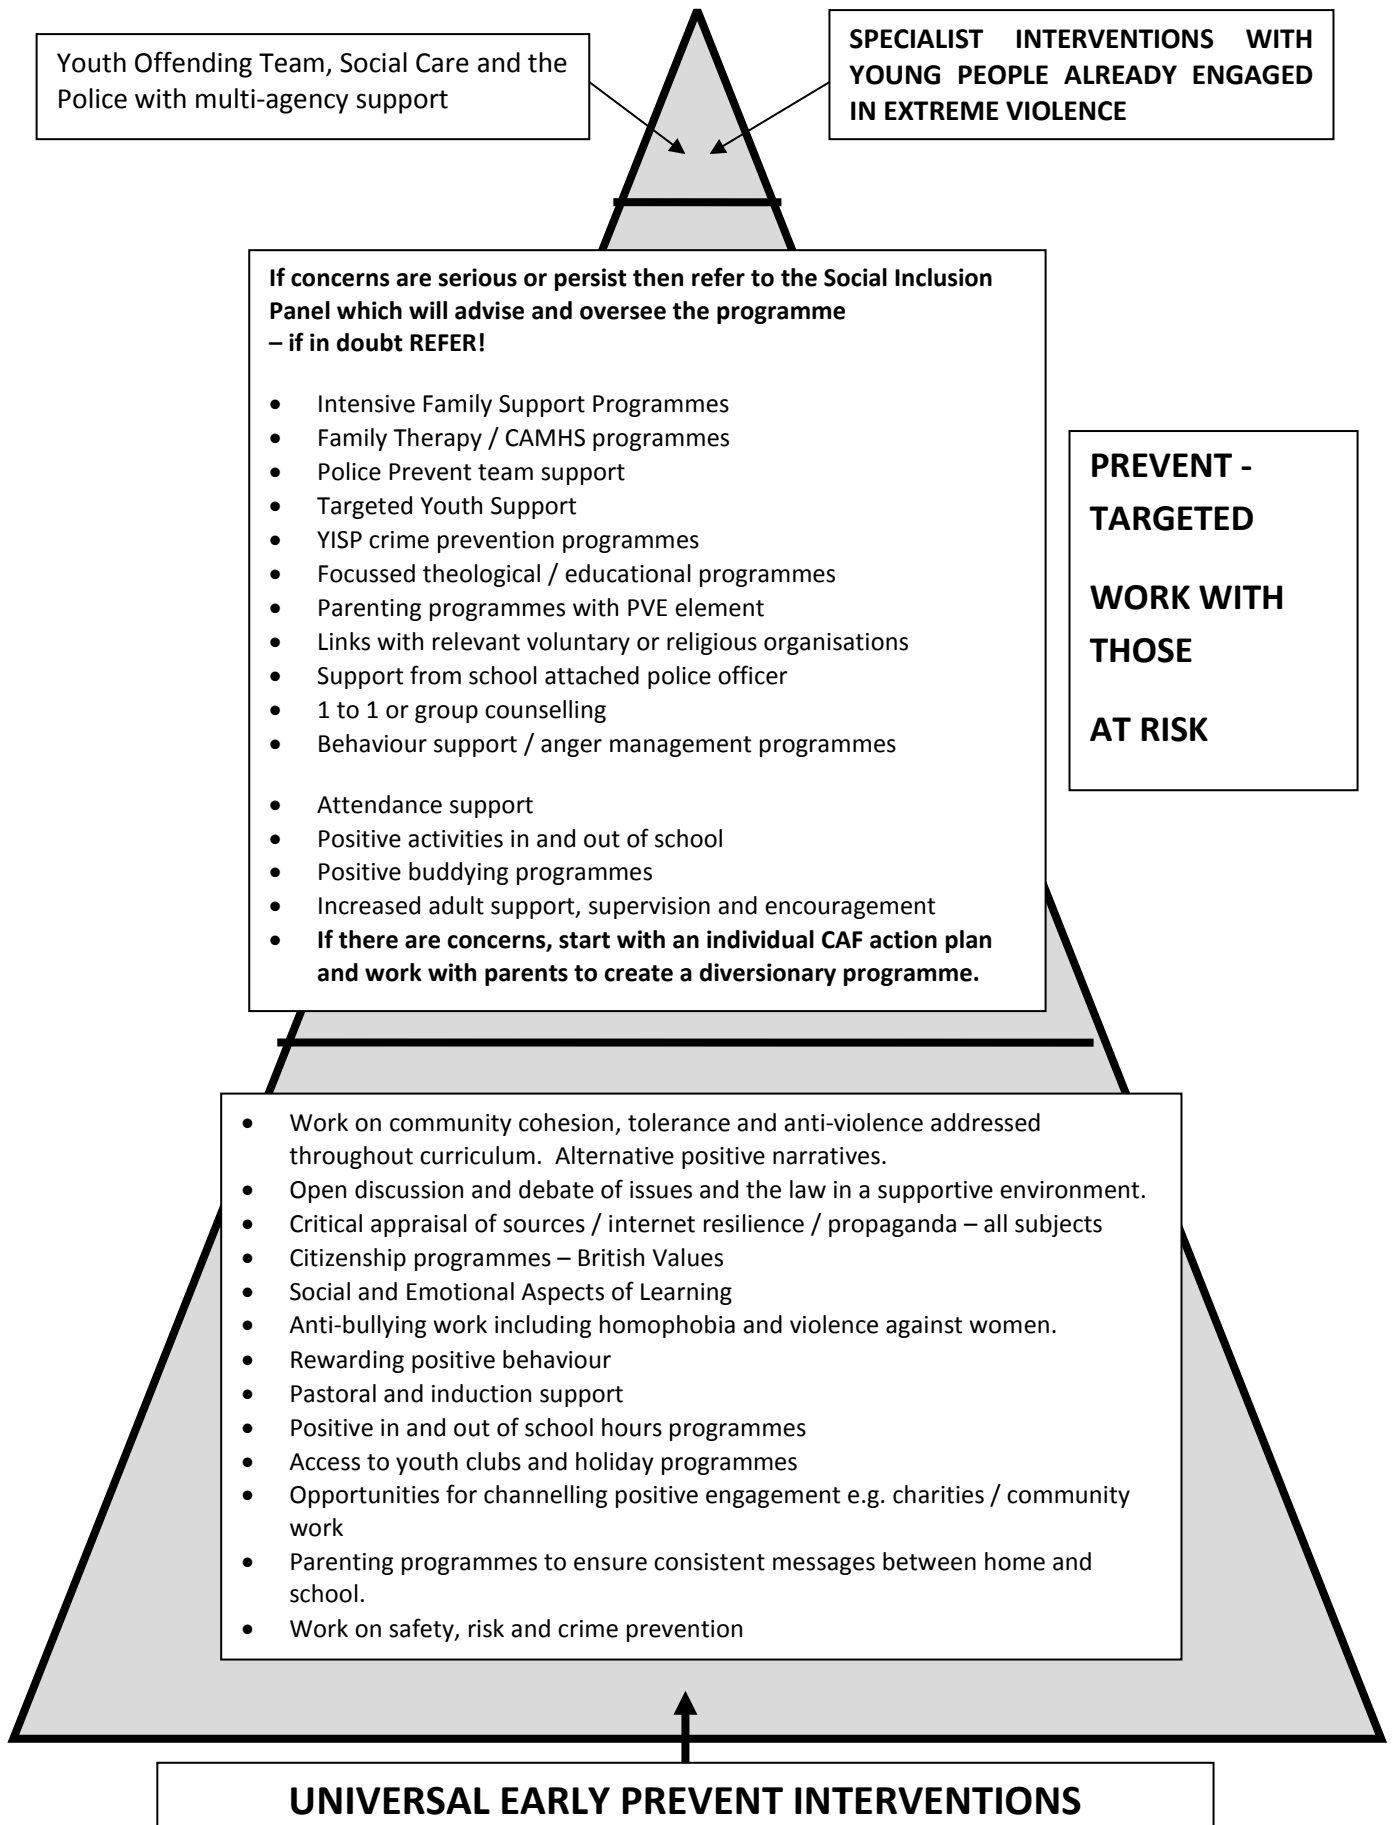 Youth Offending Team, Social Care and the
Police with multi-agency support
SPECIALIST INTERVENTIONS WITH
YOUNG PEOPLE ALREADY ENGAGED
IN EXTREME VIOLENCE
If concerns are serious or persist then refer to the Social Inclusion
Panel which will advise and oversee the programme
– if in doubt REFER!
• Intensive Family Support Programmes
• Family Therapy / CAMHS programmes
• Police Prevent team support
• Targeted Youth Support
• YISP crime prevention programmes
• Focussed theological / educational programmes
• Parenting programmes with PVE element
• Links with relevant voluntary or religious organisations
• Support from school attached police officer
• 1 to 1 or group counselling
• Behaviour support / anger management programmes
• Attendance support
• Positive activities in and out of school
• Positive buddying programmes
• Increased adult support, supervision and encouragement
• If there are concerns, start with an individual CAF action plan
and work with parents to create a diversionary programme.
PREVENT -
TARGETED
WORK WITH
THOSE
AT RISK
• Work on community cohesion, tolerance and anti-violence addressed
throughout curriculum.  Alternative positive narratives.
• Open discussion and debate of issues and the law in a supportive environment.
• Critical appraisal of sources / internet resilience / propaganda – all subjects
• Citizenship programmes – British Values
• Social and Emotional Aspects of Learning
• Anti-bullying work including homophobia and violence against women.
• Rewarding positive behaviour
• Pastoral and induction support
• Positive in and out of school hours programmes
• Access to youth clubs and holiday programmes
• Opportunities for channelling positive engagement e.g. charities / community
work
• Parenting programmes to ensure consistent messages between home and
school.
• Work on safety, risk and crime prevention
UNIVERSAL EARLY PREVENT INTERVENTIONS